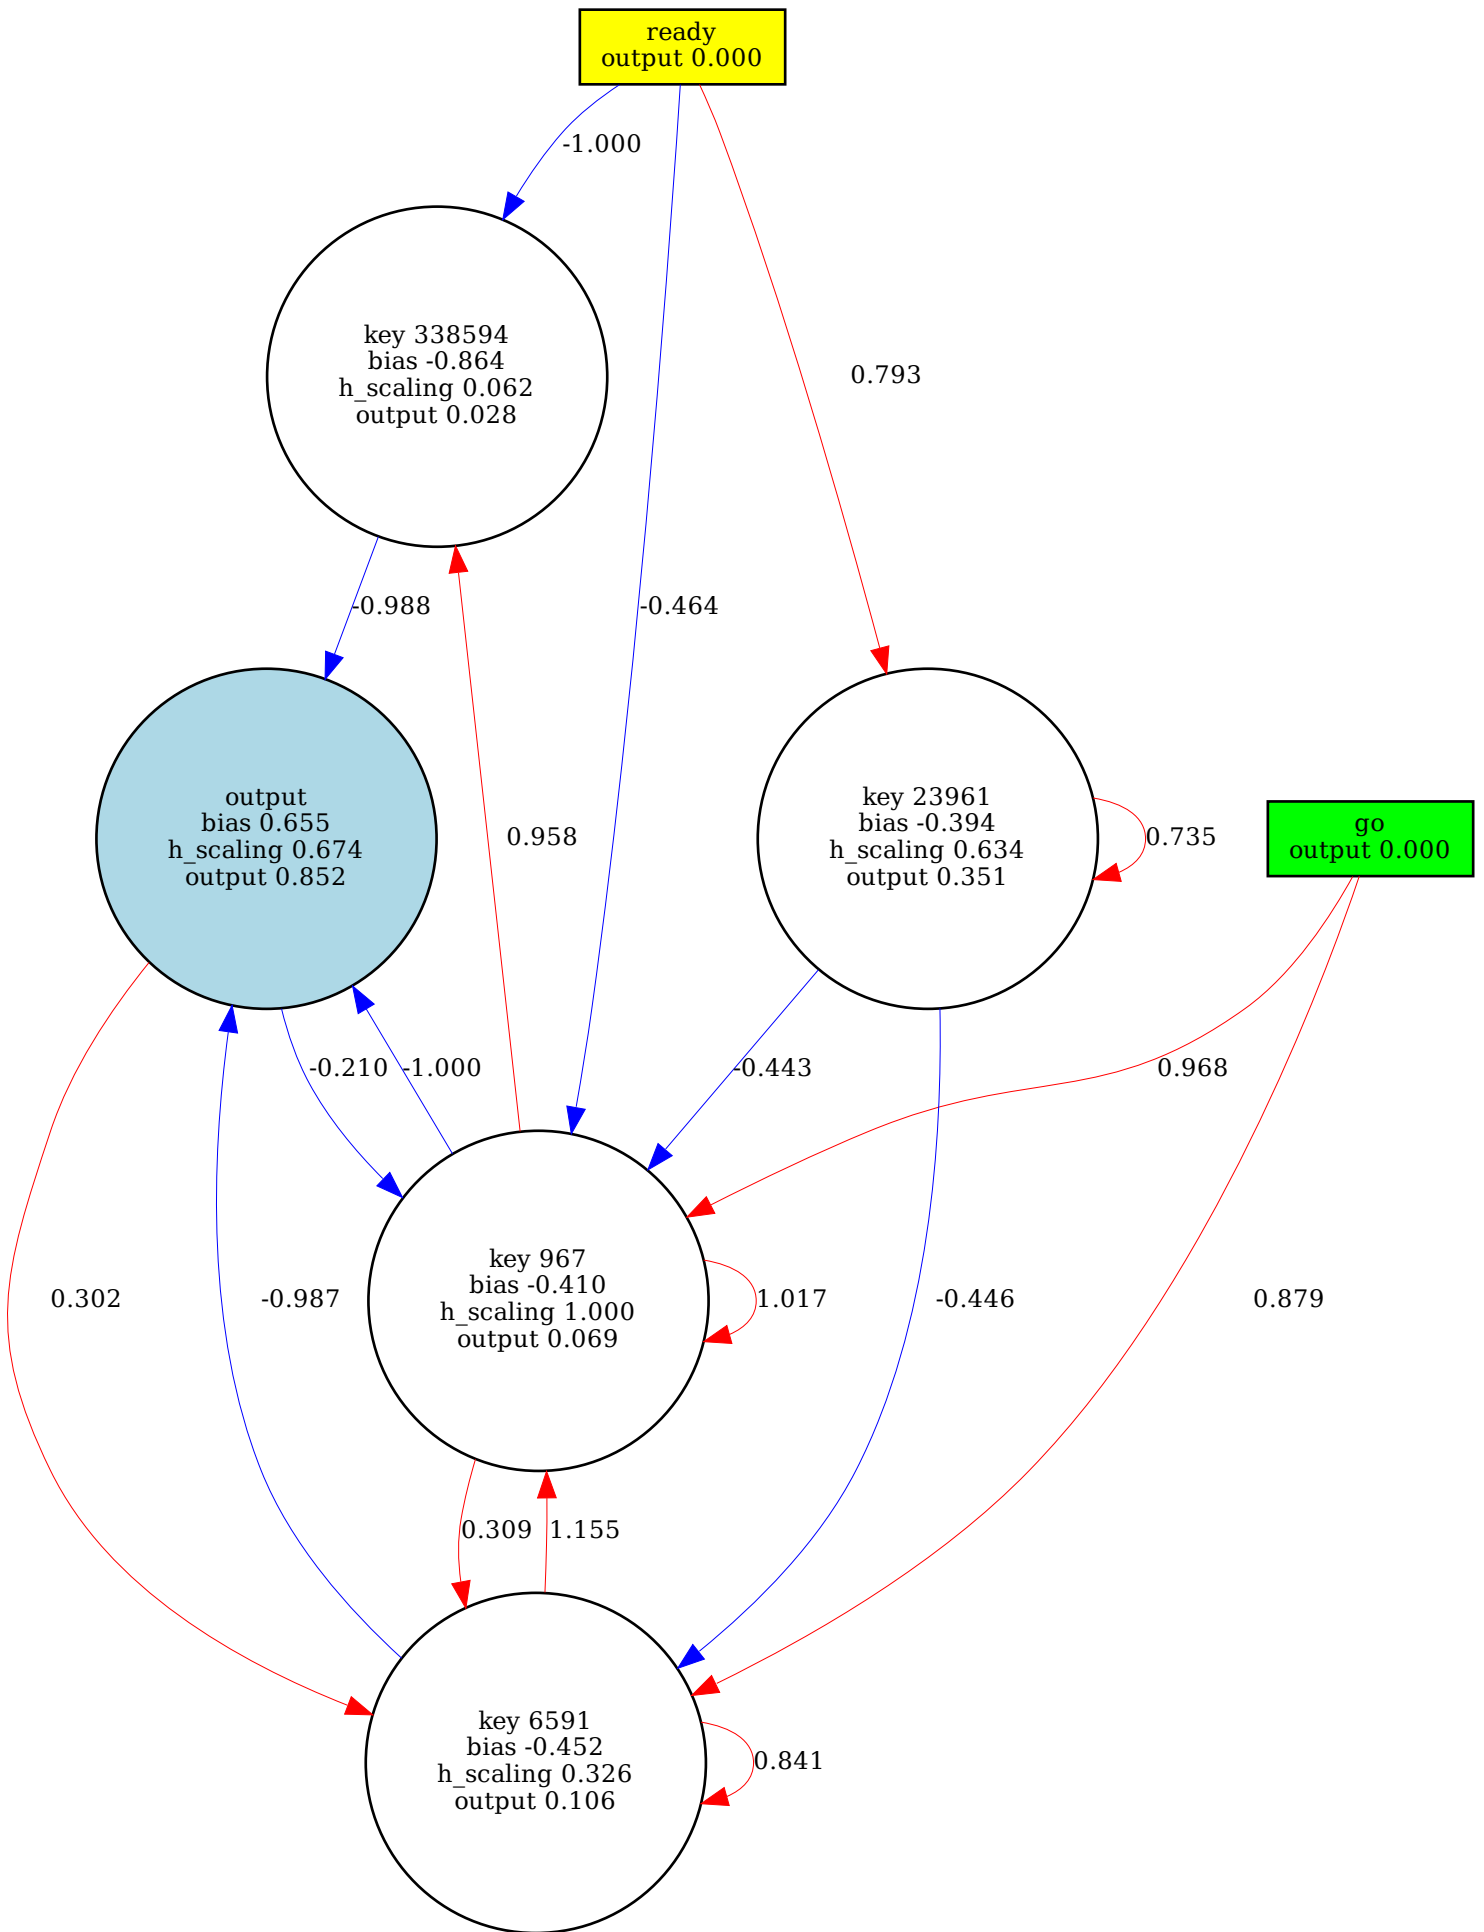 ready
output 0.000
-1.000
key 338594
bias -0.864
h_scaling 0.062
output 0.028
0.793
-0.988
-0.464
output
bias 0.655
h_scaling 0.674
output 0.852
0.958
key 23961
bias -0.394
h_scaling 0.634
output 0.351
0.735
go
output 0.000
-0.210
-1.000
-0.443
0.968
key 967
bias -0.410
h_scaling 1.000
output 0.069
0.302
-0.987
1.017
-0.446
0.879
0.309
1.155
key 6591
bias -0.452
h_scaling 0.326
output 0.106
0.841